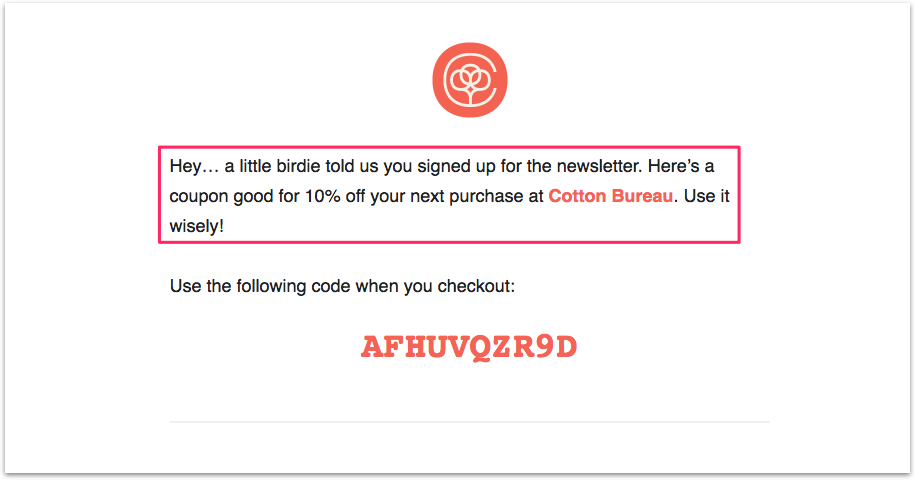 Hey… a little birdie told us you signed up for the newsletter. Here’s a
coupon good for 10% off your next purchase at Cotton Bureau. Use it
wisely!
Use the following code when you checkout:
AFHUVQZR9D